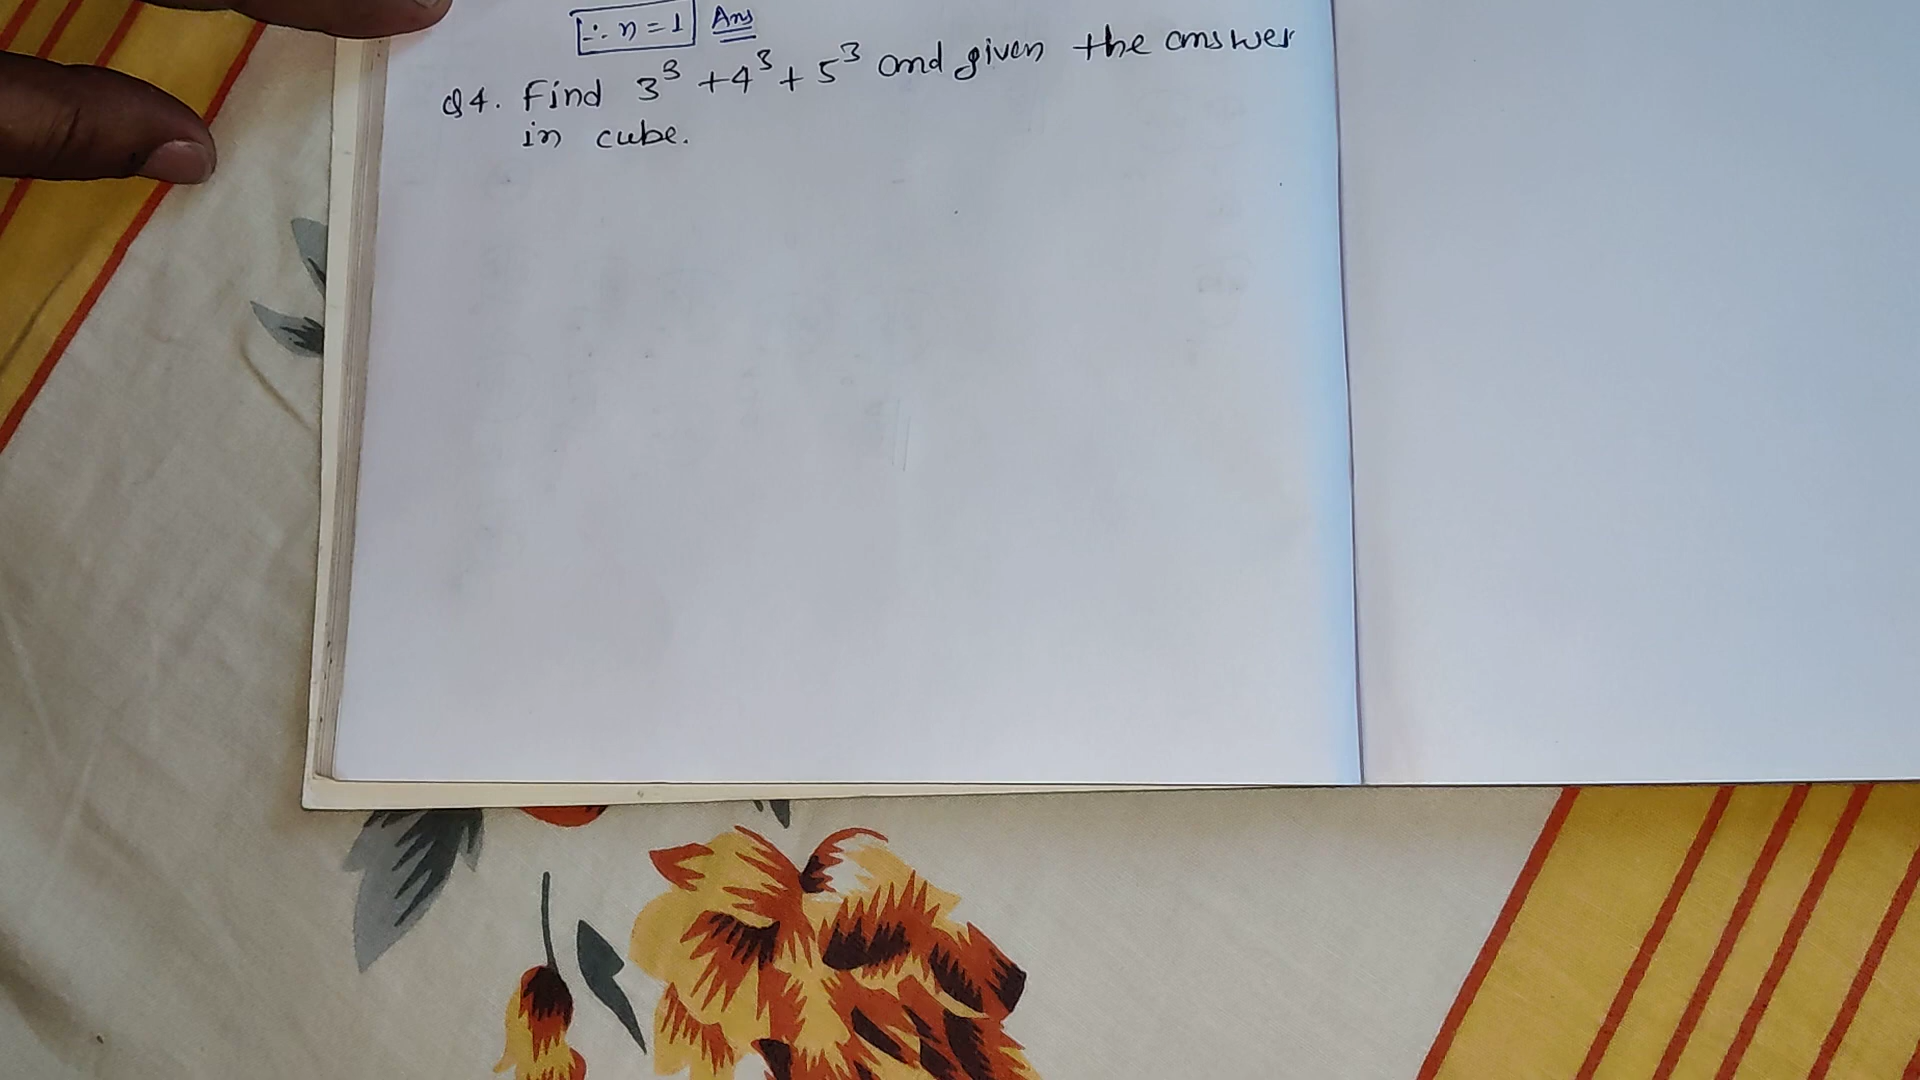 ∴ n = 1 Ans
Q4. Find 3³ + 4³ + 5³ and given the answer
in cube.